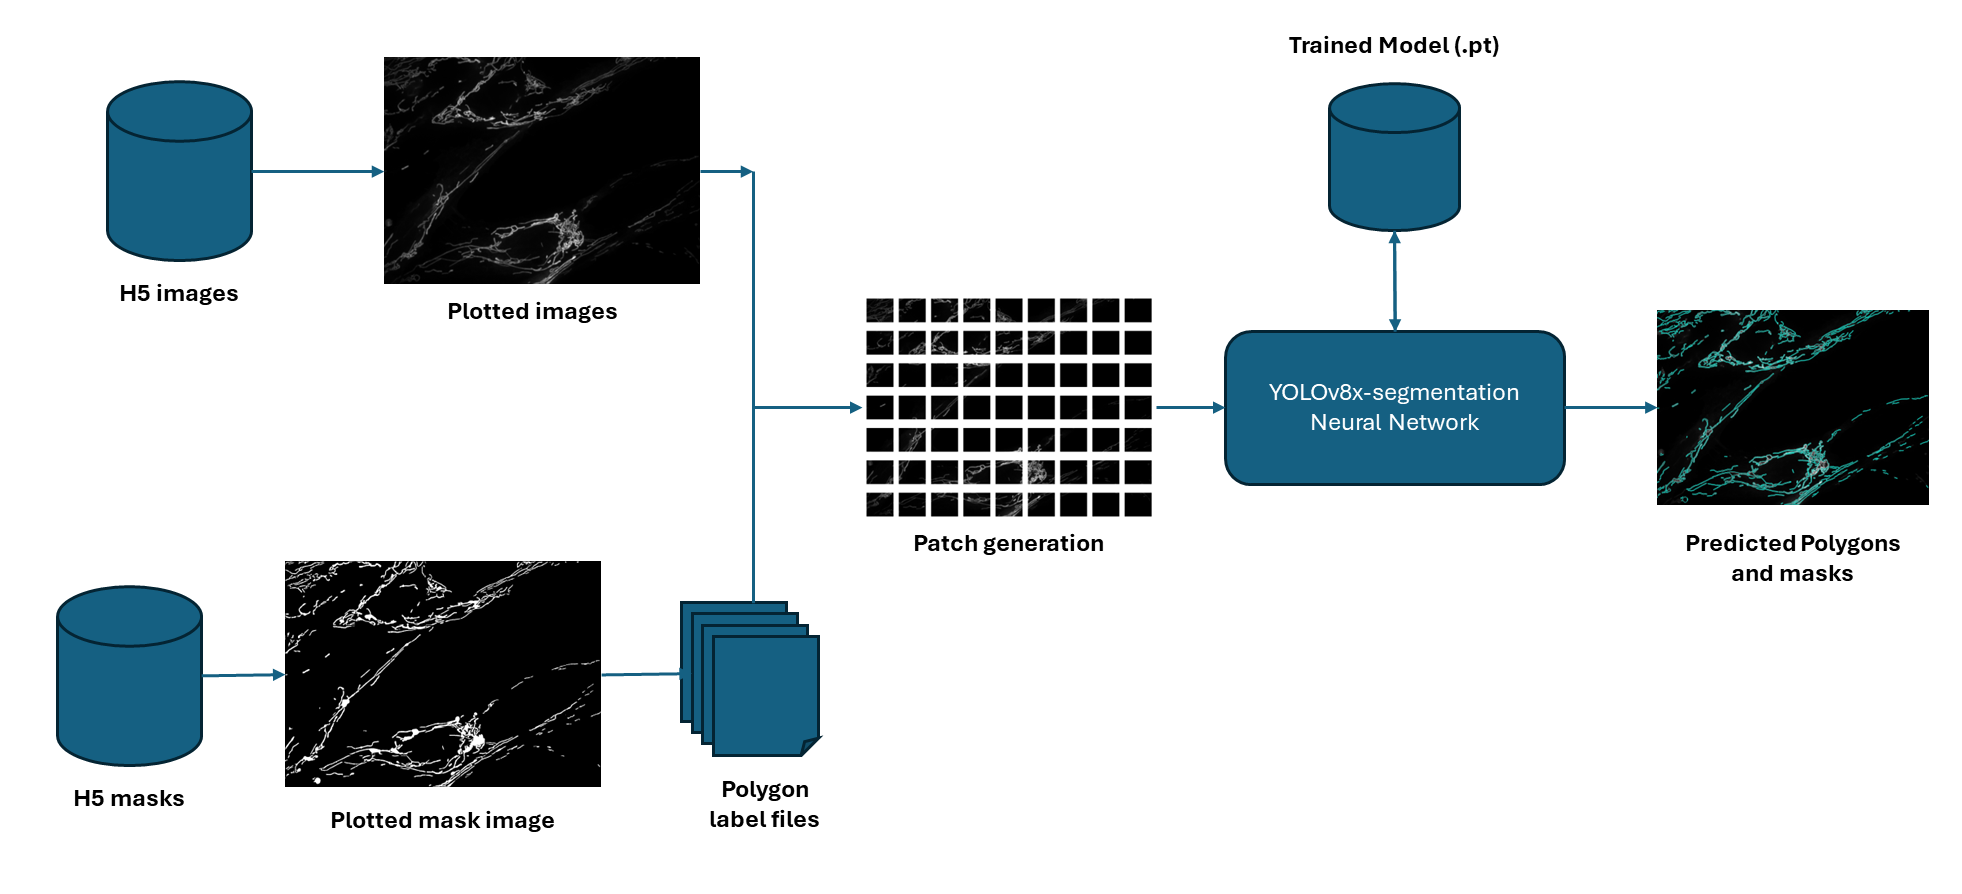 Trained Model (.pt)
H5 images
Plotted images
YOLOv8x-segmentation
Neural Network
Patch generation
Predicted Polygons
and masks
H5 masks
Plotted mask image
Polygon
label files